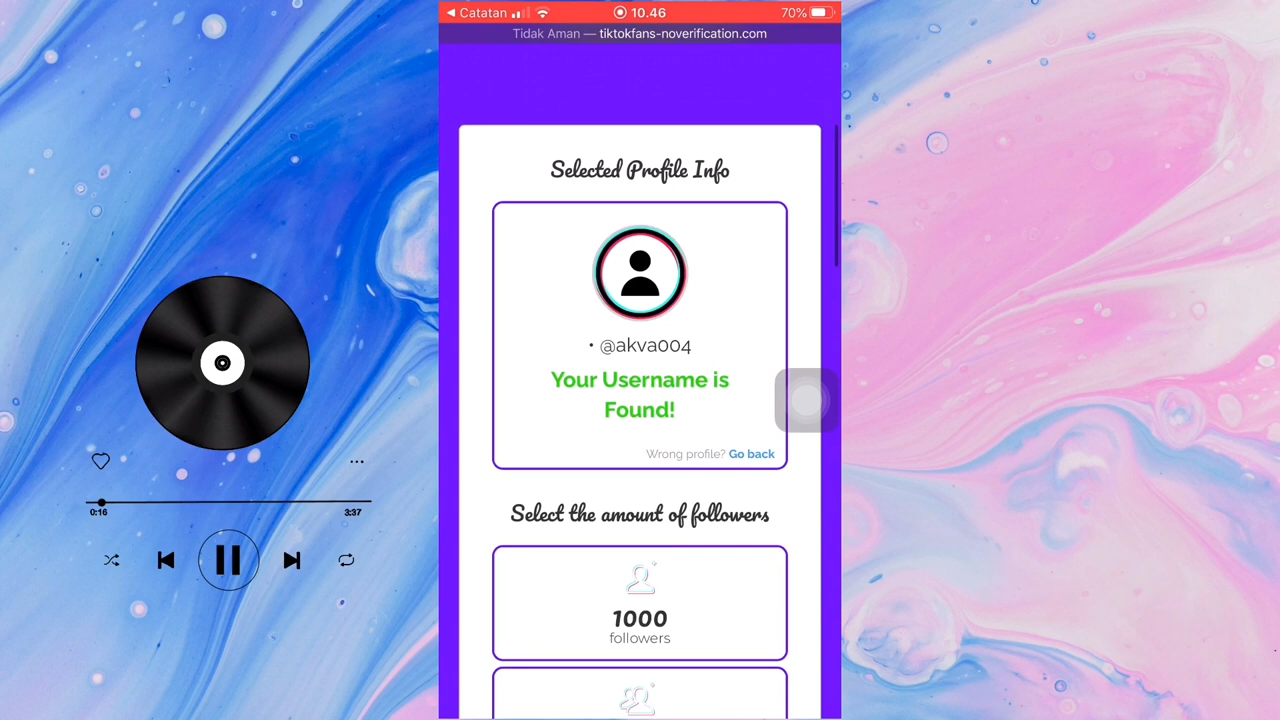 Catatan
10.46
70%
Tidak Aman — tiktokfans-noverification.com
Selected Profile Info
• @akva004
Your Username is
Found!
Wrong profile? Go back
Select the amount of followers
1000
followers
0:16
3:37